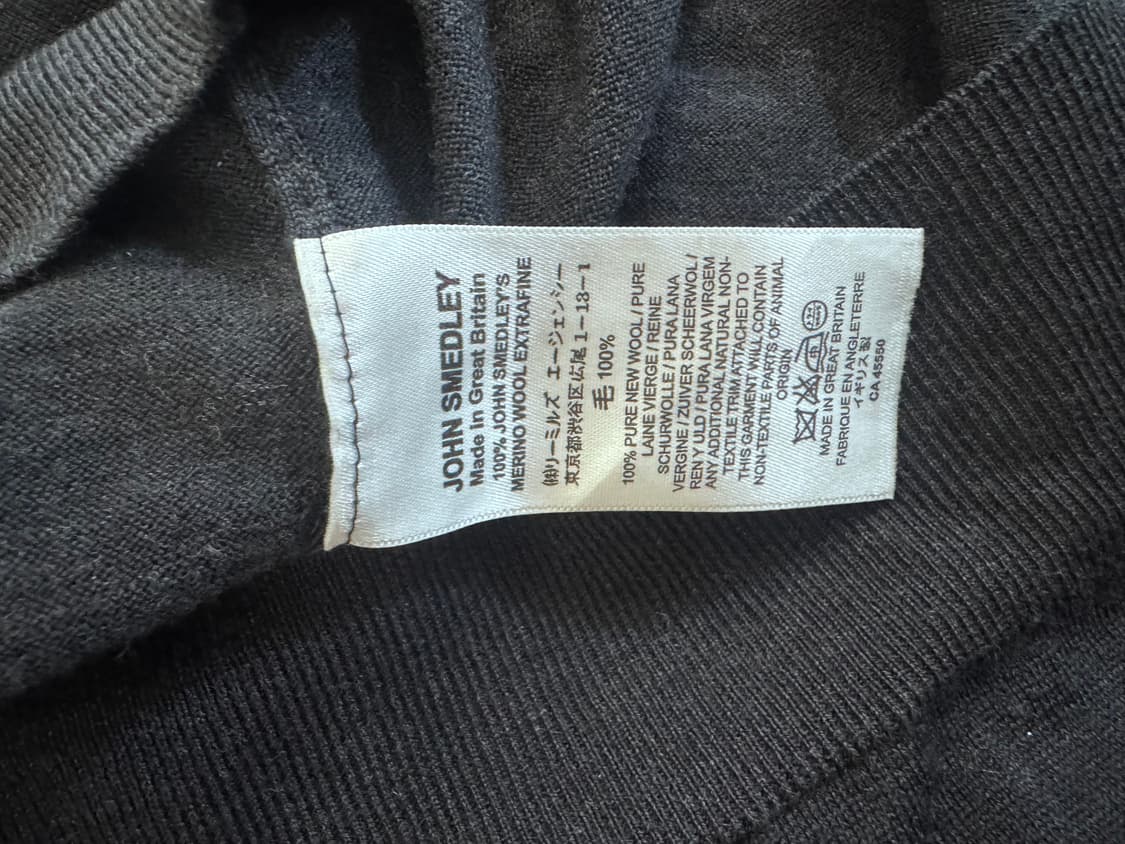 JOHN SMEDLEY
Made in Great Britain
100% JOHN SMEDLEY'S
MERINO WOOL EXTRAFINE
㈱リーミルズ エージェンシー
東京都渋谷区広尾 1-18-1
毛 100%
100% PURE NEW WOOL / PURE
LAINE VIERGE / REINE
SCHURWOLLE / PURA LANA
VERGINE / ZUIVER SCHEERWOL /
REN Y ULD / PURA LANA VIRGEM
ANY ADDITIONAL NATURAL NON-
TEXTILE TRIM ATTACHED TO
THIS GARMENT WILL CONTAIN
NON-TEXTILE PARTS OF ANIMAL
ORIGIN
MADE IN GREAT BRITAIN
FABRIQUE EN ANGLETERRE
イギリス製
CA 45550